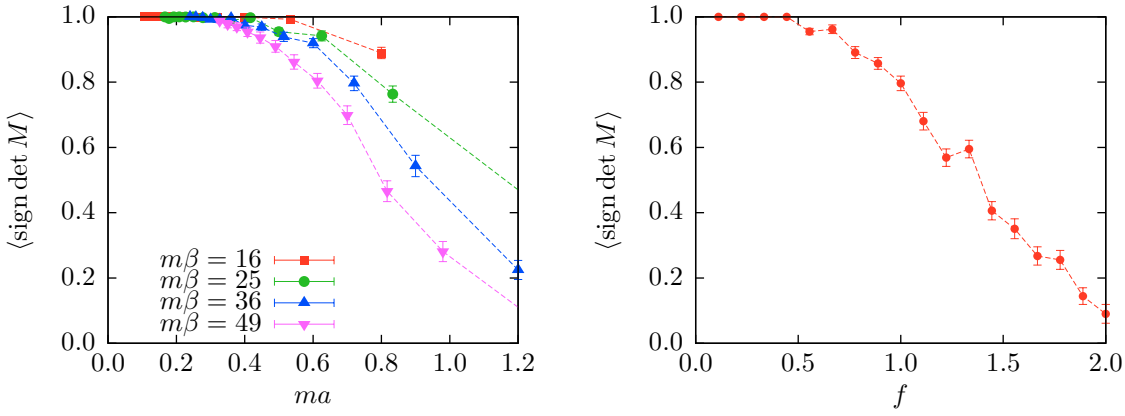 ⟨sign det M⟩
1.0
0.8
0.6
0.4
0.2
0.0
mβ = 16
mβ = 25
mβ = 36
mβ = 49
0.0 0.2 0.4 0.6 0.8 1.0 1.2
ma
⟨sign det M⟩
1.0
0.8
0.6
0.4
0.2
0.0
0.0 0.5 1.0 1.5 2.0
f